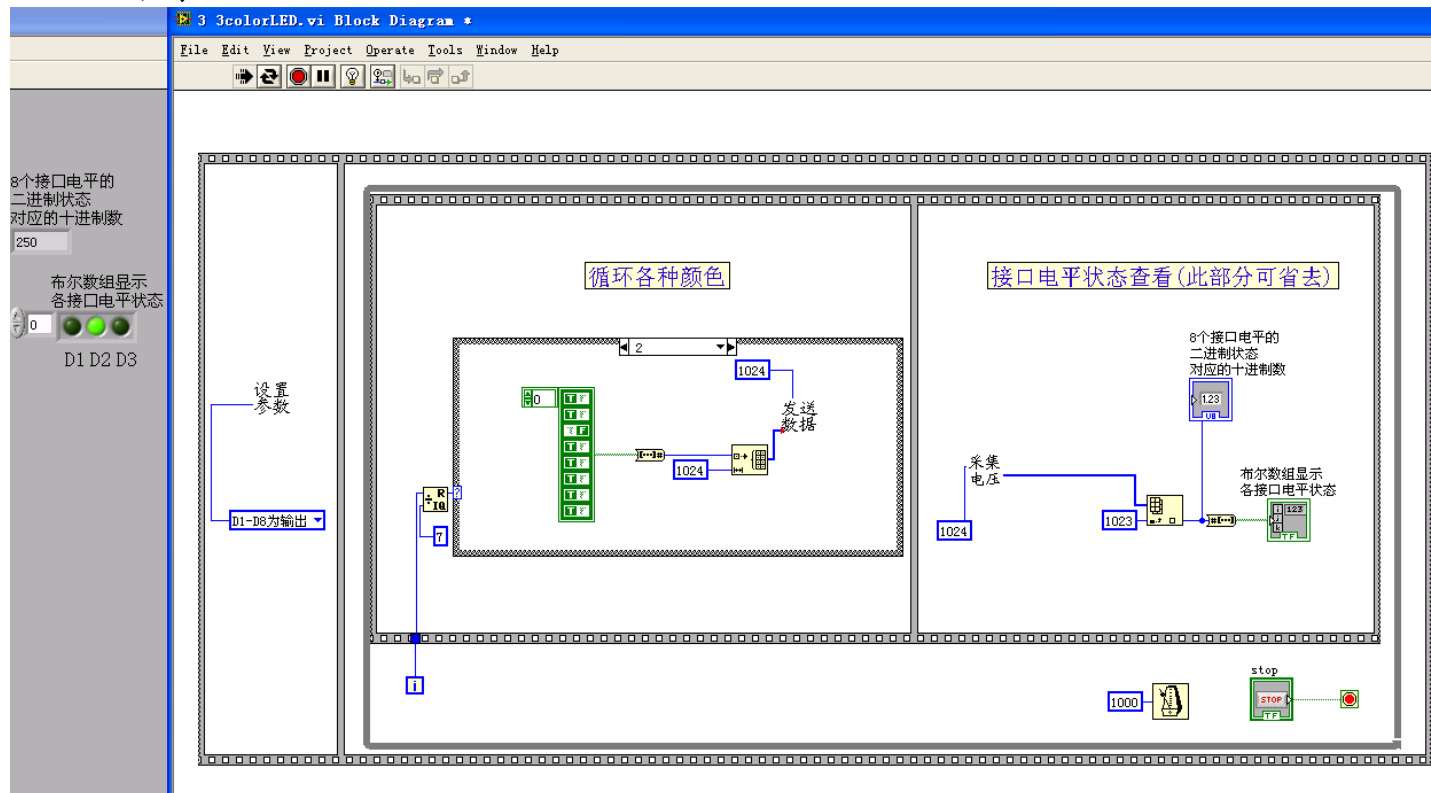 3 3colorLED.vi Block Diagram *
File Edit View Project Operate Tools Window Help
8个接口电平的
二进制状态
对应的十进制数
250
布尔数组显示
各接口电平状态
0
D1 D2 D3
设置
参数
D1-D8为输出
循环各种颜色
2
1024
发送
数据
0
T
T
F
T
T
T
T
T
1024
R
IQ
?
7
i
接口电平状态查看(此部分可省去)
8个接口电平的
二进制状态
对应的十进制数
1.23
U8
采集
电压
1024
1023
布尔数组显示
各接口电平状态
i 123
j
k
TF
1000
stop
STOP
TF